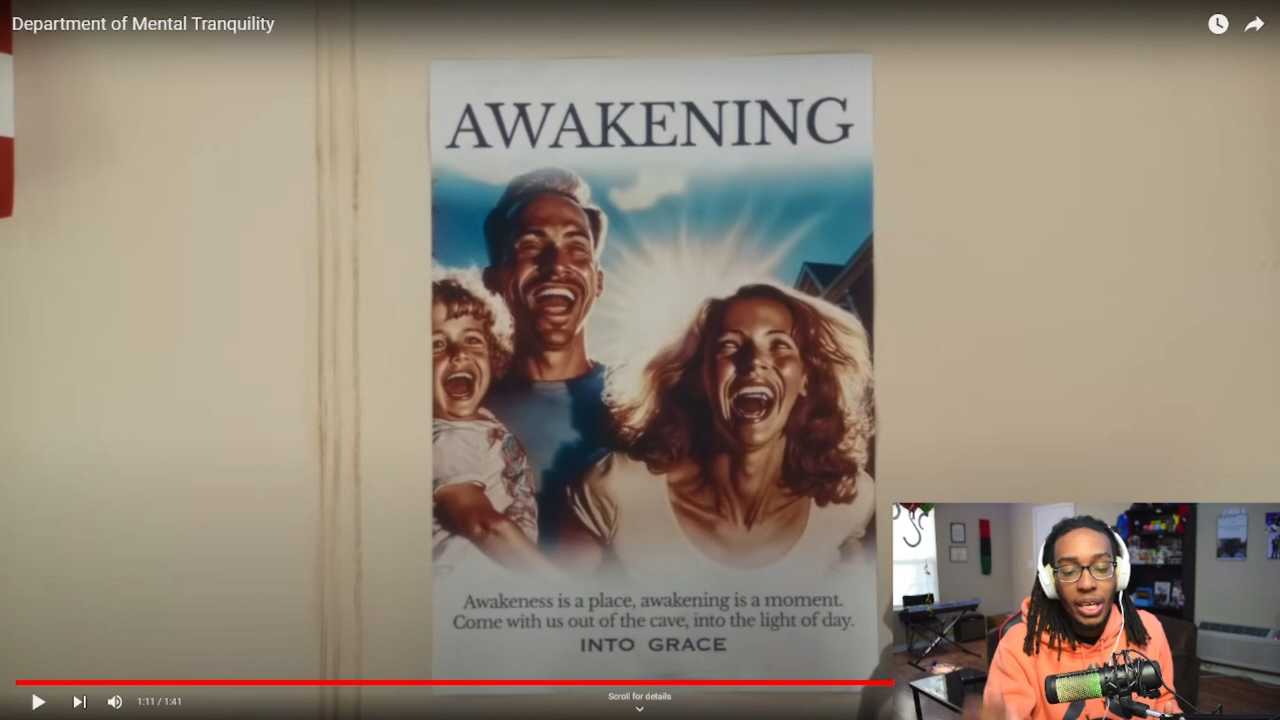 Department of Mental Tranquility
AWAKENING
Awakeness is a place, awakening is a moment.
Come with us out of the cave, into the light of day.
INTO GRACE
Scroll for details
1:11 / 1:41